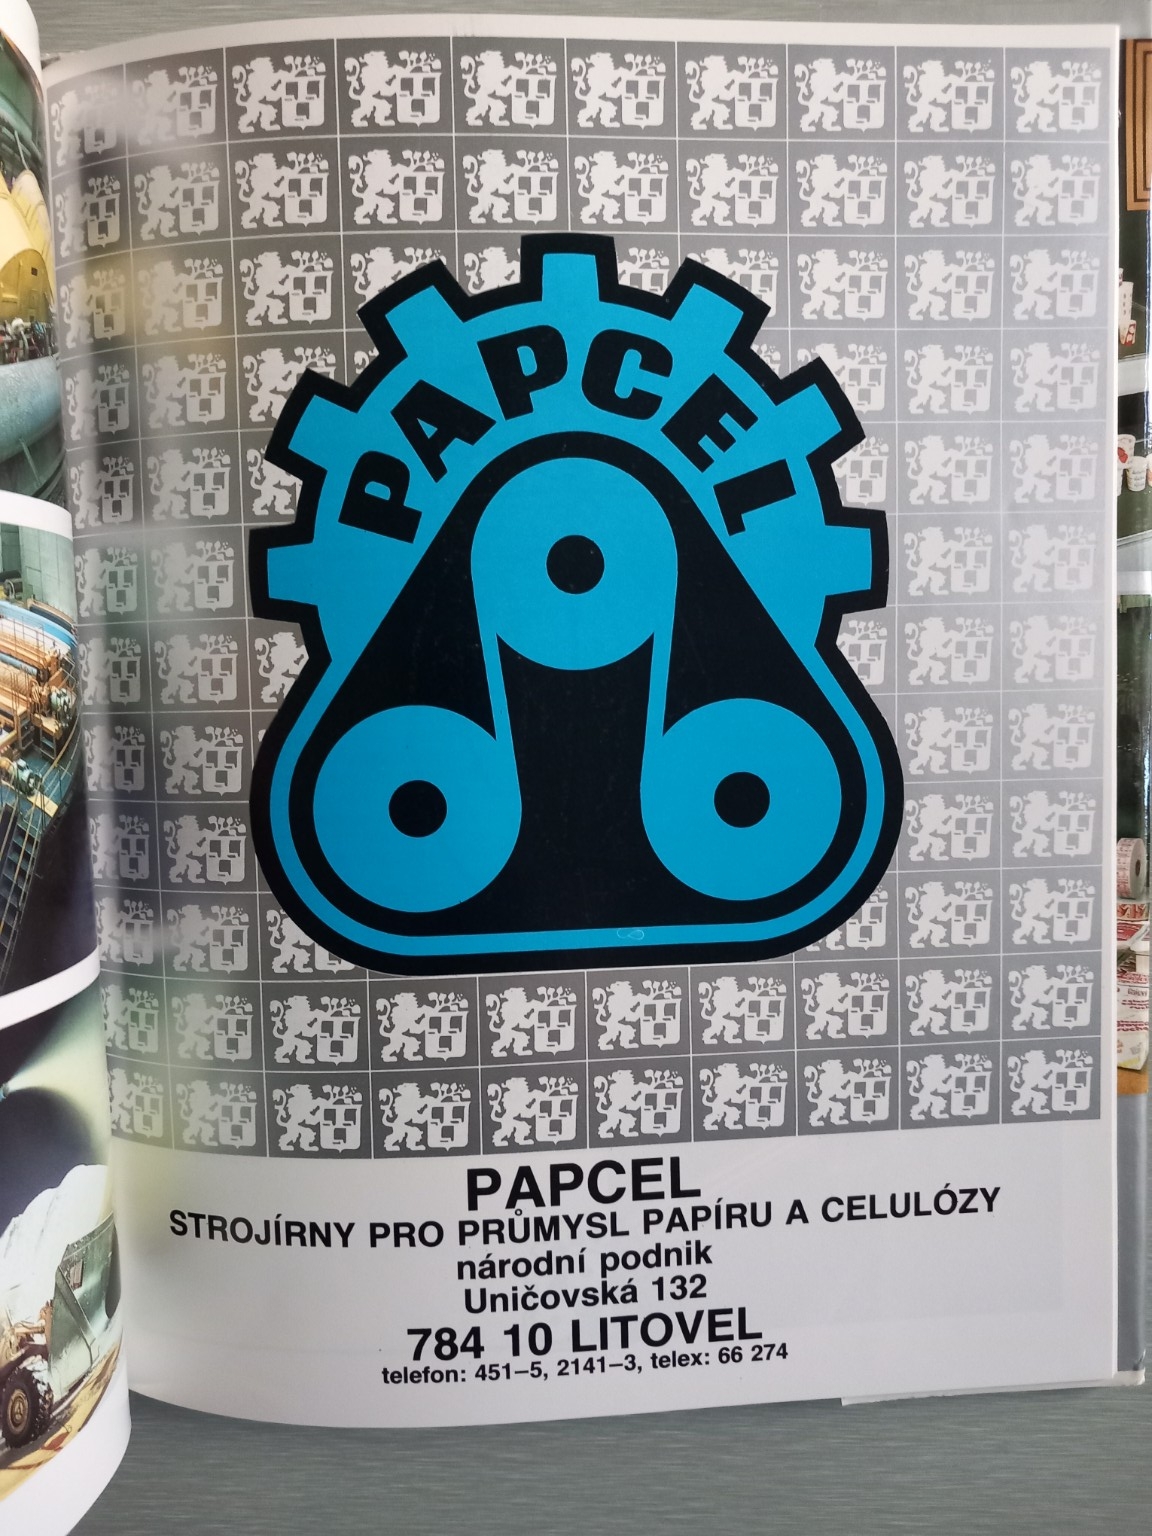 PAPCEL
PAPCEL
STROJÍRNY PRO PRŮMYSL PAPÍRU A CELULÓZY
národní podnik
Uničovská 132
784 10 LITOVEL
telefon: 451–5, 2141–3, telex: 66 274